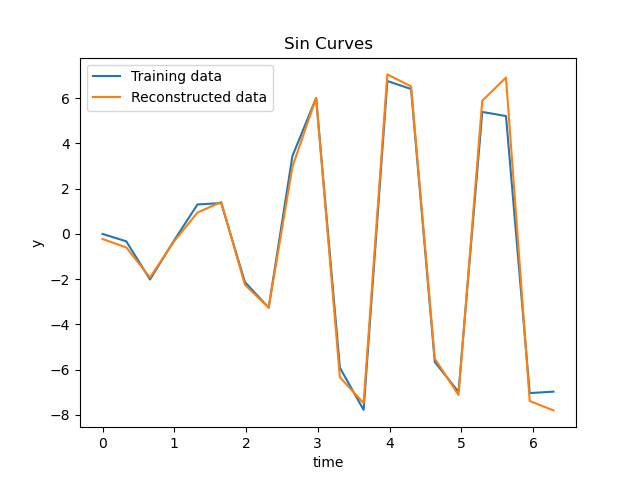 Sin Curves
Training data
Reconstructed data
6
4
2
0
−2
−4
−6
−8
y
0 1 2 3 4 5 6
time